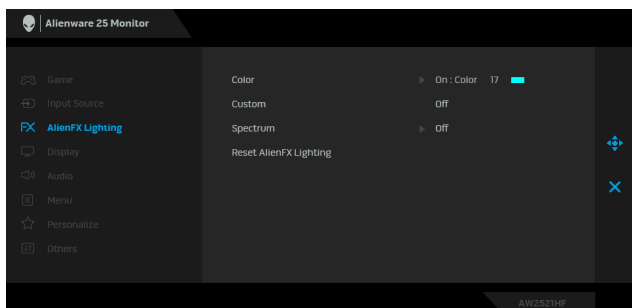 Alienware 25 Monitor
Game
Input Source
FX AlienFX Lighting
Display
Audio
Menu
Personalize
Others
Color On : Color 17
Custom Off
Spectrum Off
Reset AlienFX Lighting
AW2521HF